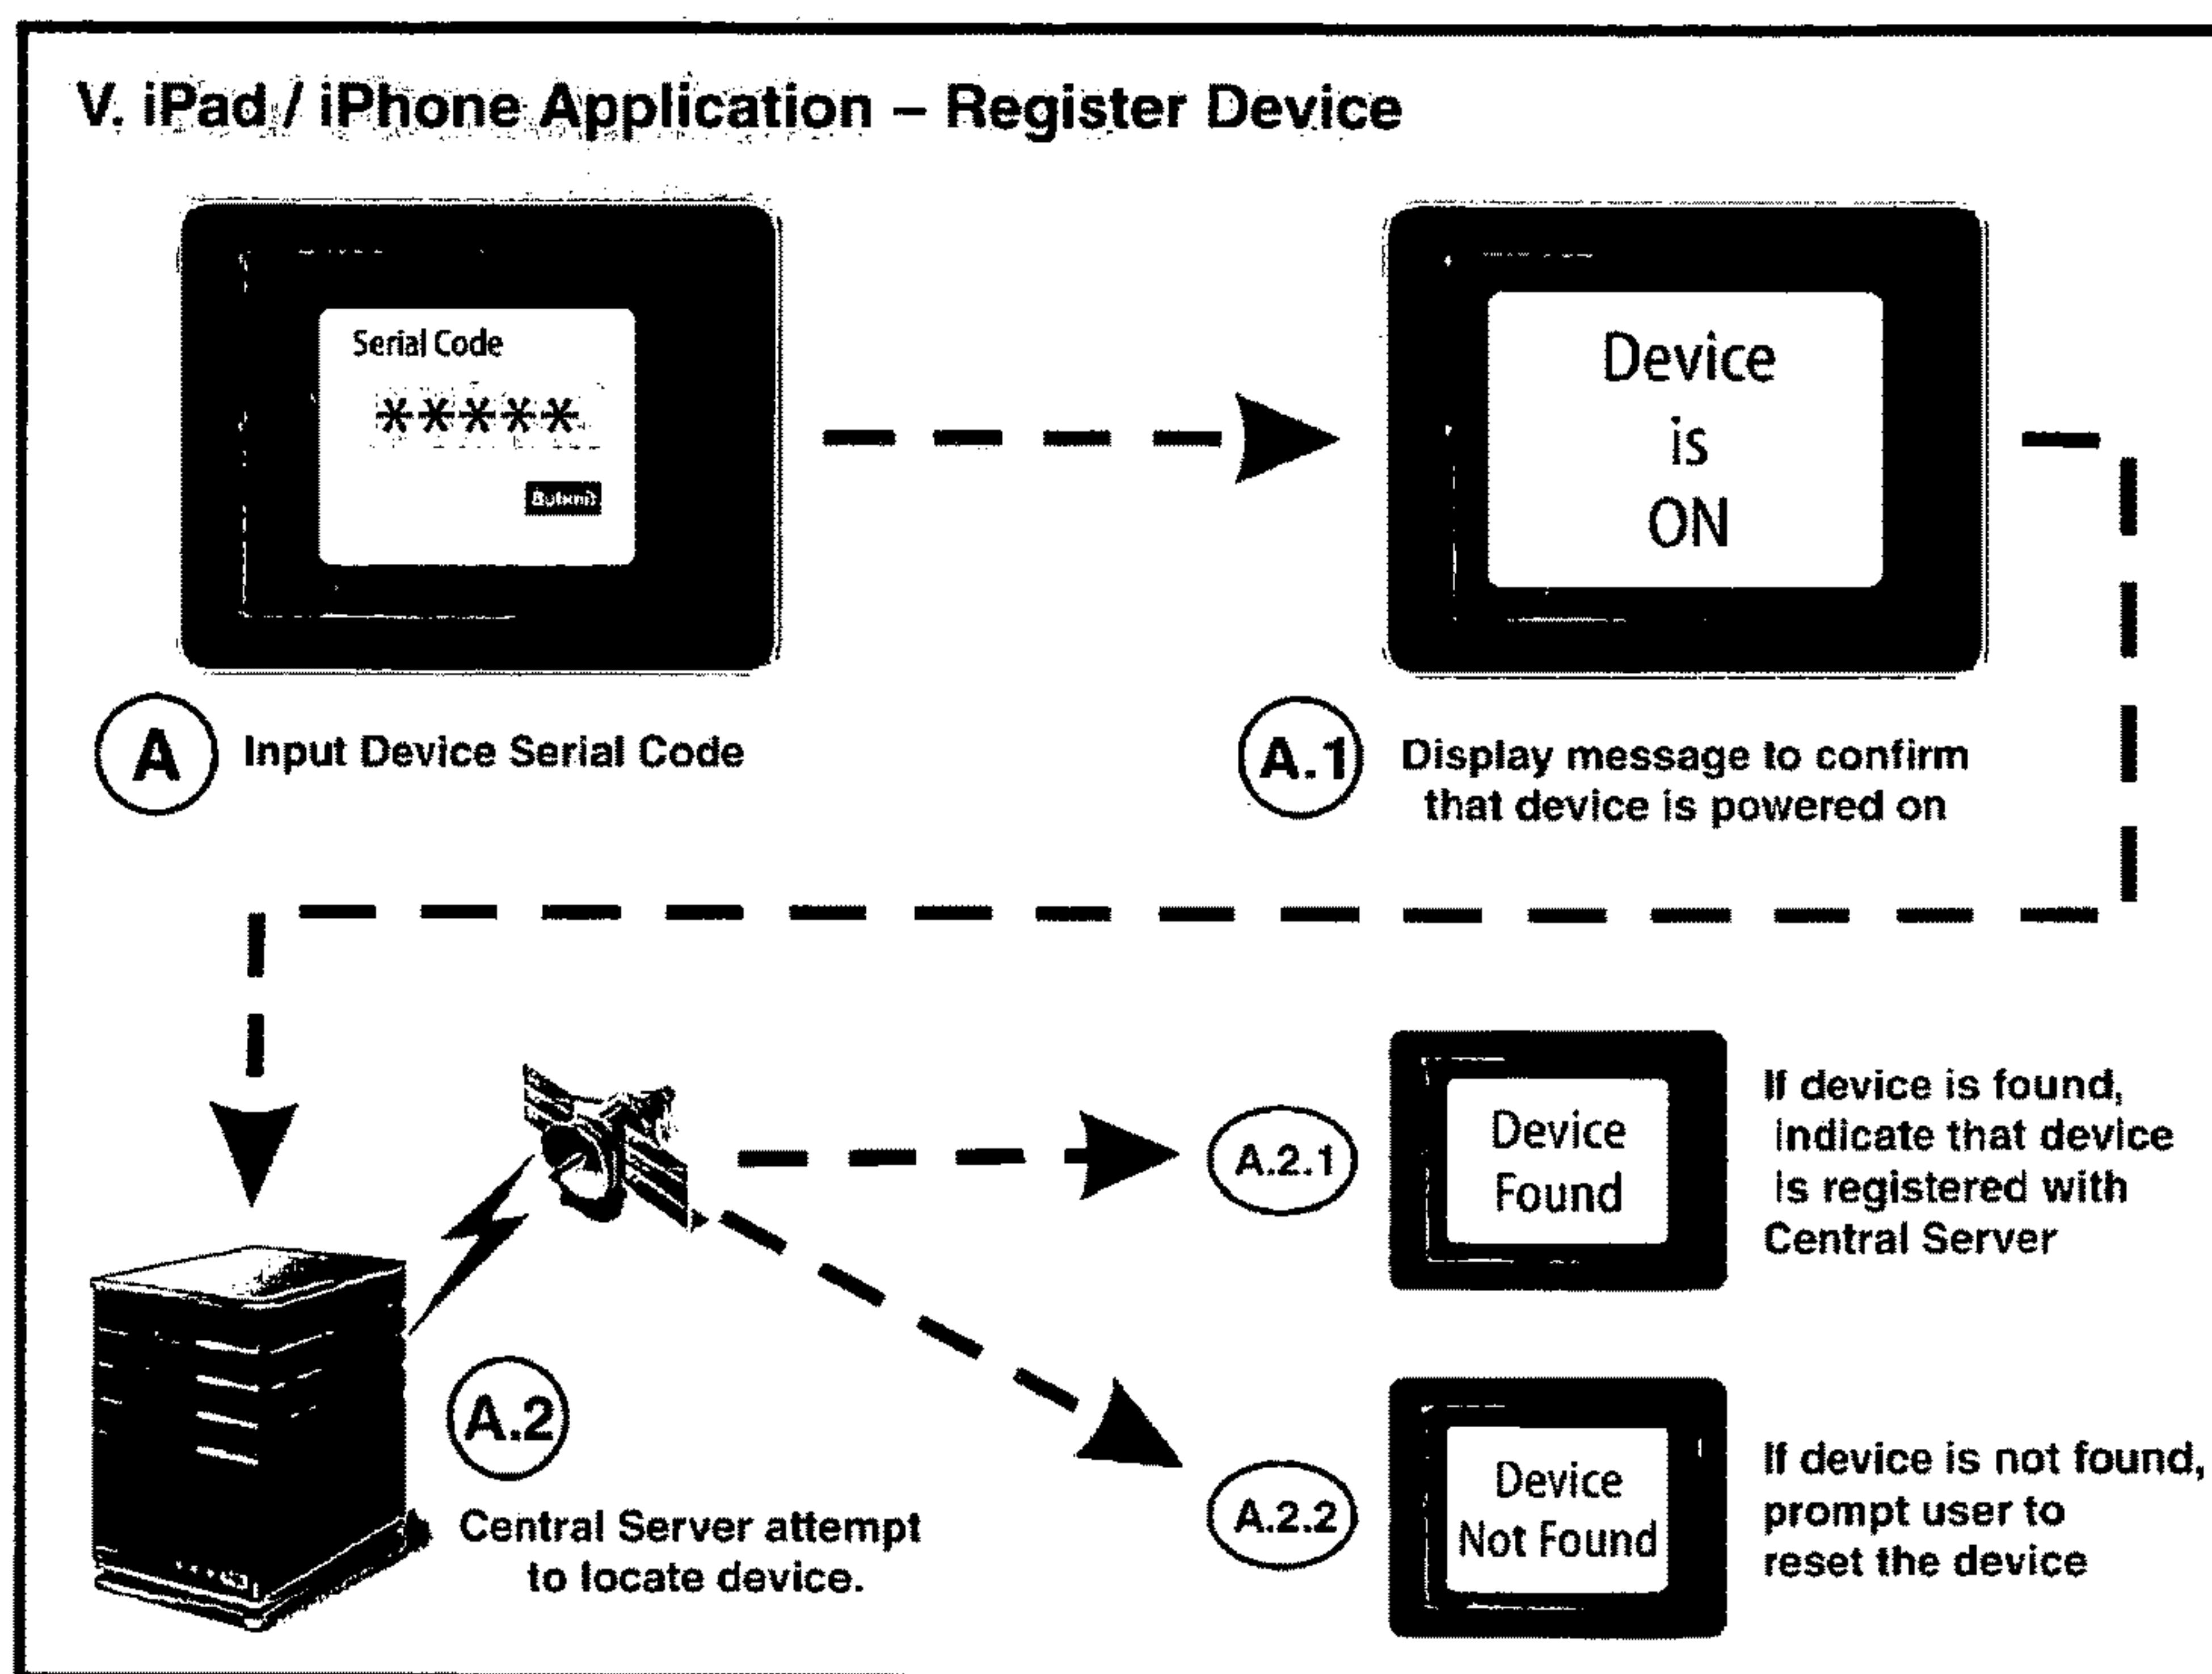 V. iPad / iPhone Application – Register Device
Serial Code
*****
Submit
Device
is
ON
A
Input Device Serial Code
A.1
Display message to confirm
that device is powered on
A.2.1
Device
Found
If device is found,
indicate that device
is registered with
Central Server
A.2
Central Server attempt
to locate device.
A.2.2
Device
Not Found
If device is not found,
prompt user to
reset the device